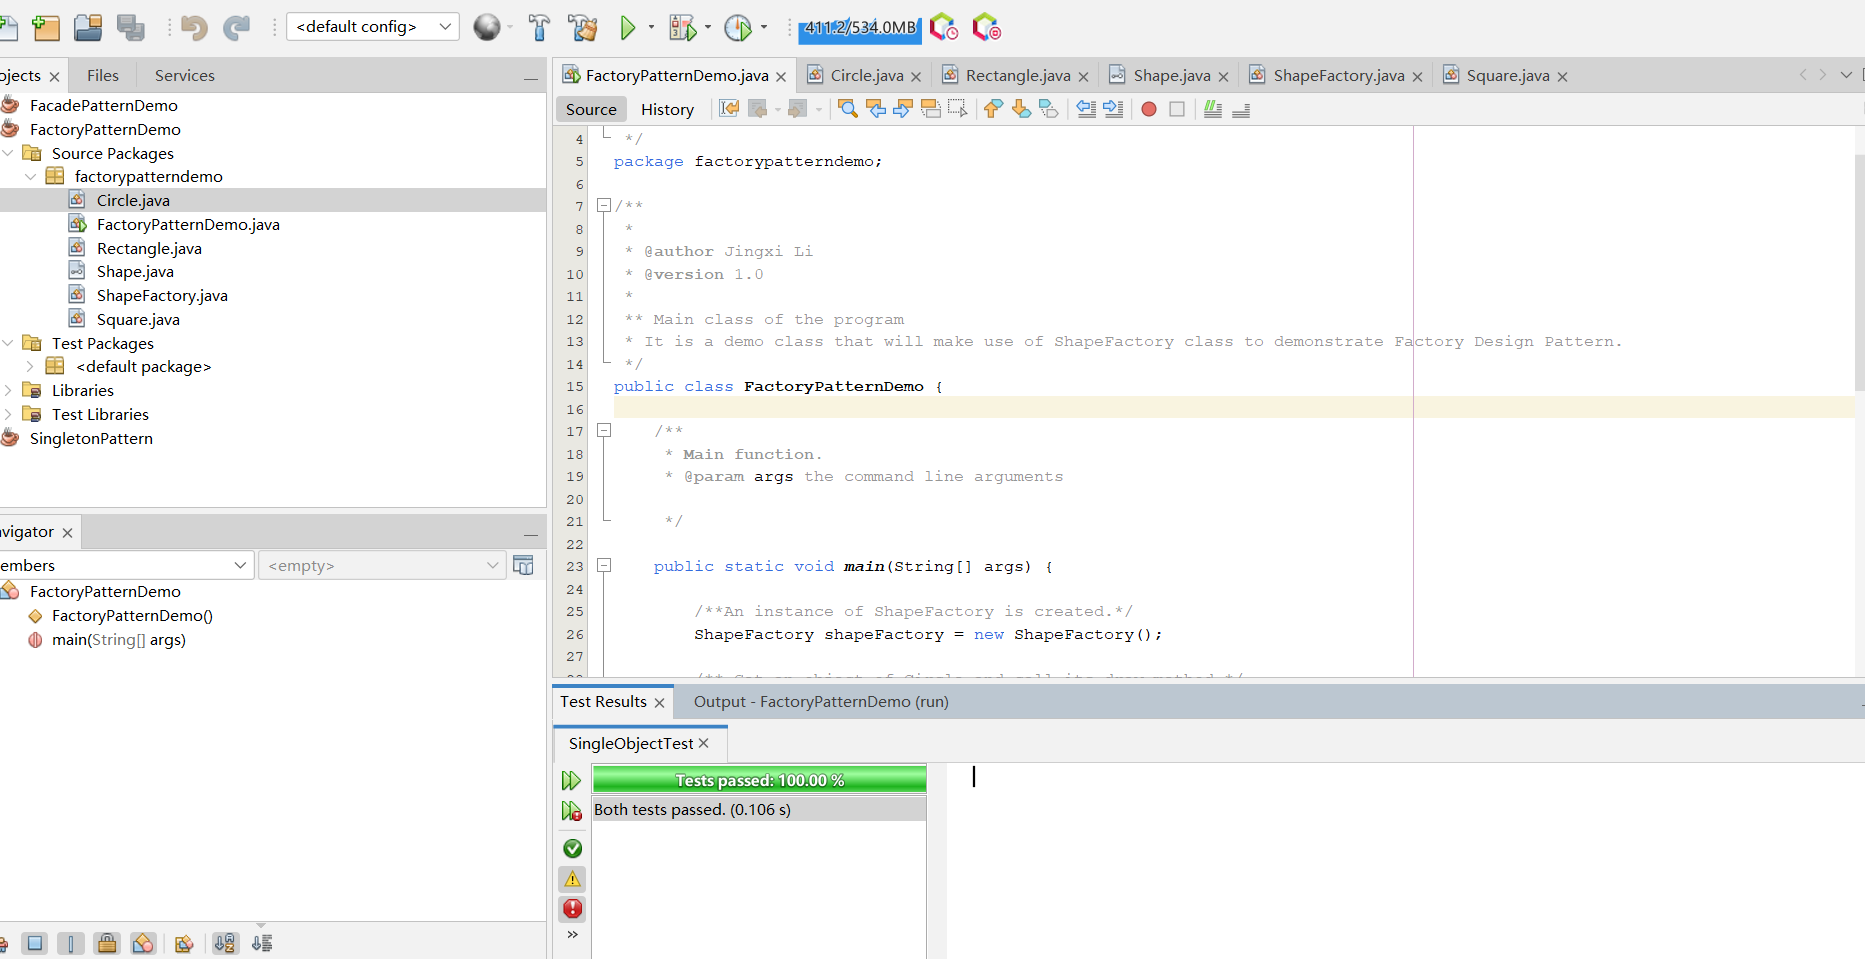 <default config>
411.2/534.0MB
ojects
Files
Services
FacadePatternDemo
FactoryPatternDemo
Source Packages
factorypatterndemo
Circle.java
FactoryPatternDemo.java
Rectangle.java
Shape.java
ShapeFactory.java
Square.java
Test Packages
<default package>
Libraries
Test Libraries
SingletonPattern
avigator
embers
<empty>
FactoryPatternDemo
FactoryPatternDemo()
main(String[] args)
FactoryPatternDemo.java Circle.java Rectangle.java Shape.java ShapeFactory.java Square.java
Source History
4 */
5 package factorypatterndemo;
6
7 /**
8 *
9 * @author Jingxi Li
10 * @version 1.0
11 *
12 ** Main class of the program
13 * It is a demo class that will make use of ShapeFactory class to demonstrate Factory Design Pattern.
14 */
15 public class FactoryPatternDemo {
16
17 /**
18 * Main function.
19 * @param args the command line arguments
20
21 */
22
23 public static void main(String[] args) {
24
25 /**An instance of ShapeFactory is created.*/
26 ShapeFactory shapeFactory = new ShapeFactory();
27
Test Results
Output - FactoryPatternDemo (run)
SingleObjectTest
Tests passed: 100.00 %
Both tests passed. (0.106 s)